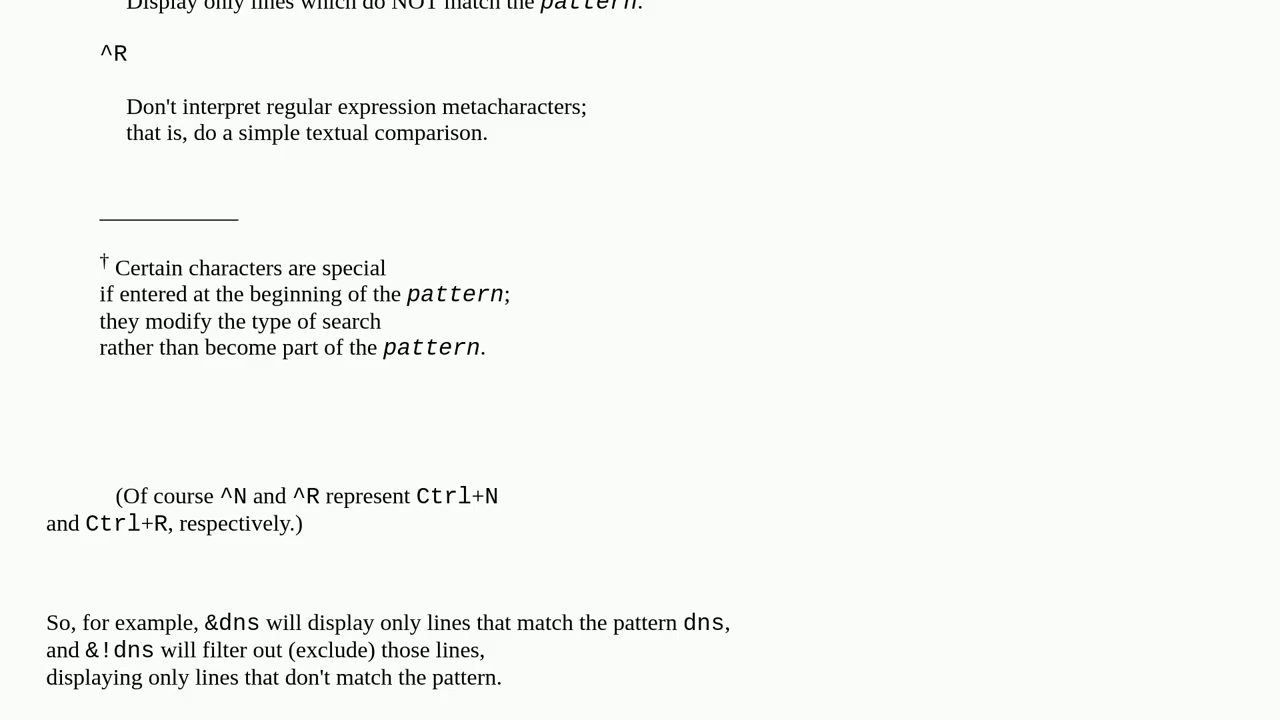 Display only lines which do NOT match the pattern.
^R
Don't interpret regular expression metacharacters;
that is, do a simple textual comparison.
† Certain characters are special
if entered at the beginning of the pattern;
they modify the type of search
rather than become part of the pattern.
(Of course ^N and ^R represent Ctrl+N
and Ctrl+R, respectively.)
So, for example, &dns will display only lines that match the pattern dns,
and &!dns will filter out (exclude) those lines,
displaying only lines that don't match the pattern.